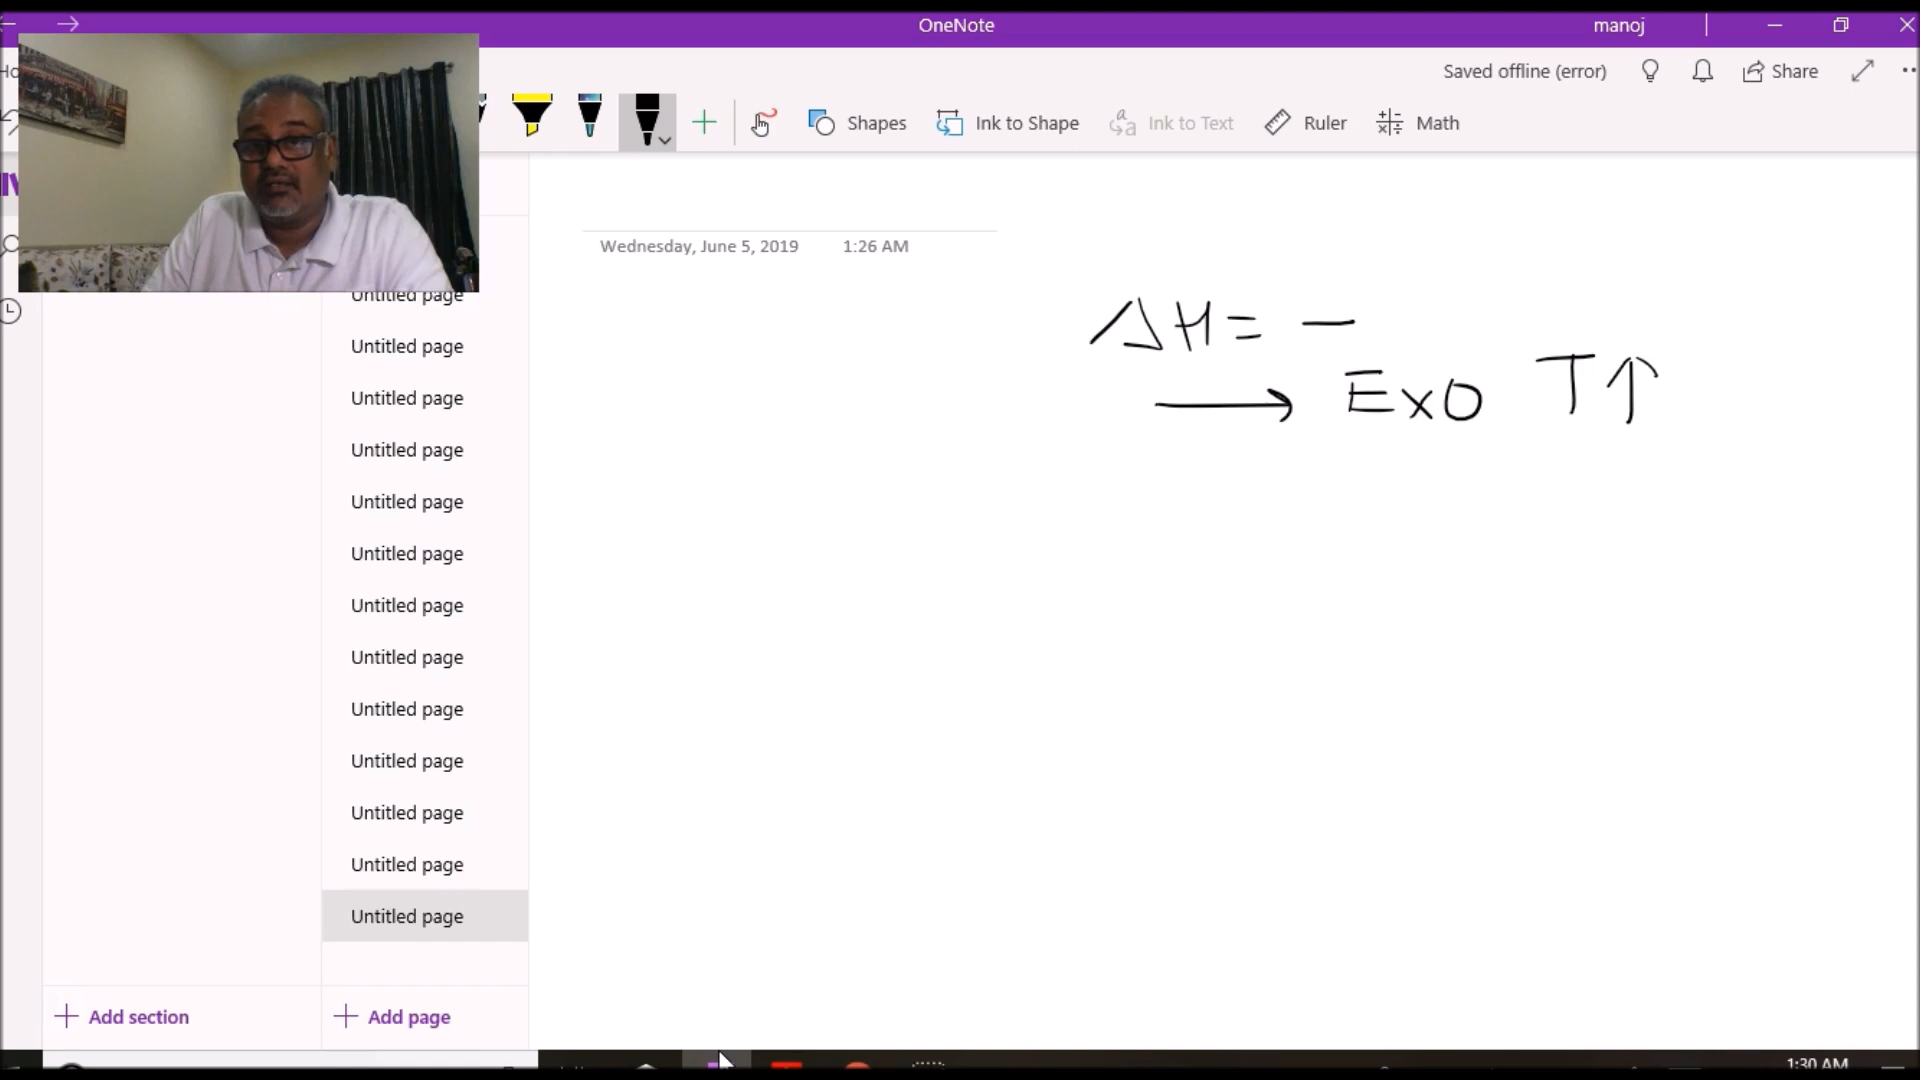 OneNote
manoj
Saved offline (error)
Share
Shapes
Ink to Shape
Ink to Text
Ruler
Math
Wednesday, June 5, 2019 1:26 AM
ΔH = −
→ Exo T↑
Untitled page
Untitled page
Untitled page
Untitled page
Untitled page
Untitled page
Untitled page
Untitled page
Untitled page
Untitled page
Untitled page
Untitled page
Untitled page
+ Add section
+ Add page
1:30 AM